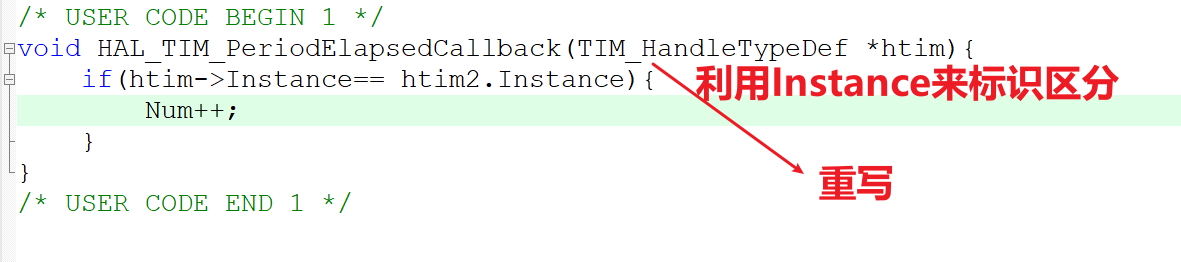 /* USER CODE BEGIN 1 */
void HAL_TIM_PeriodElapsedCallback(TIM_HandleTypeDef *htim){
if(htim->Instance== htim2.Instance){
利用Instance来标识区分
Num++;
}
重写
}
/* USER CODE END 1 */